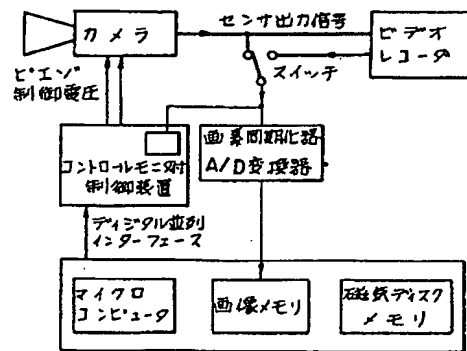 カメラ
センサ出力信号
ビデオ
レコーダ
スイッチ
ピエゾ
制御電圧
画素同期化器
A/D変換器
コントロールモニタ付
制御装置
ディジタル並列
インターフェース
マイクロ
コンピュータ
画像メモリ
磁気ディスク
メモリ